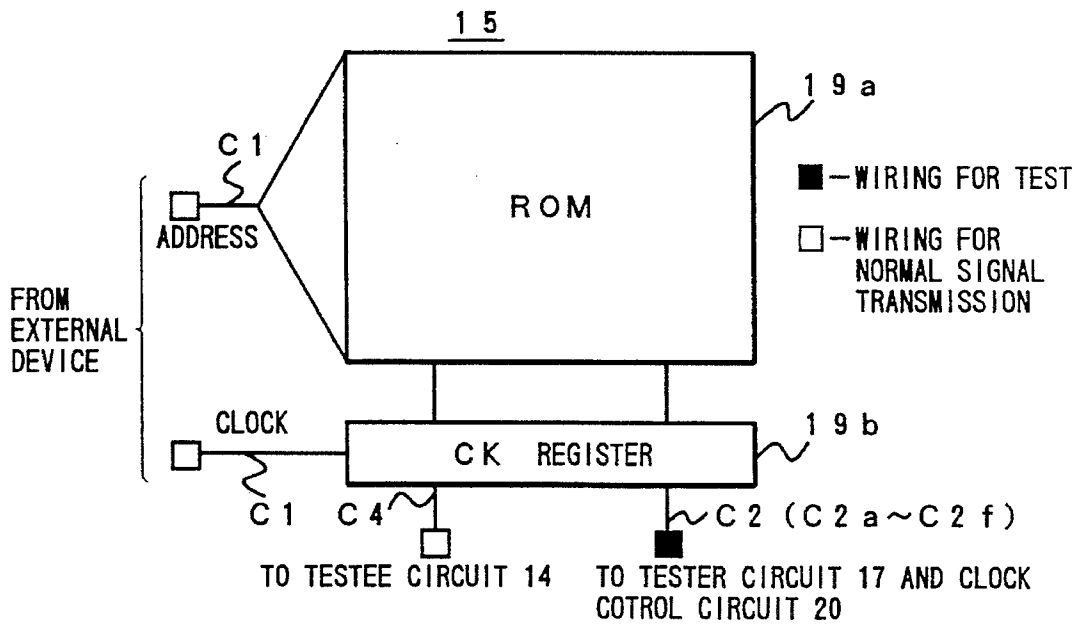 15
19a
C1
ROM
■-WIRING FOR TEST
ADDRESS
□-WIRING FOR
NORMAL SIGNAL
TRANSMISSION
FROM
EXTERNAL
DEVICE
CLOCK
19b
CK REGISTER
C1
C4
C2 (C2a~C2f)
TO TESTEE CIRCUIT 14
TO TESTER CIRCUIT 17 AND CLOCK
COTROL CIRCUIT 20